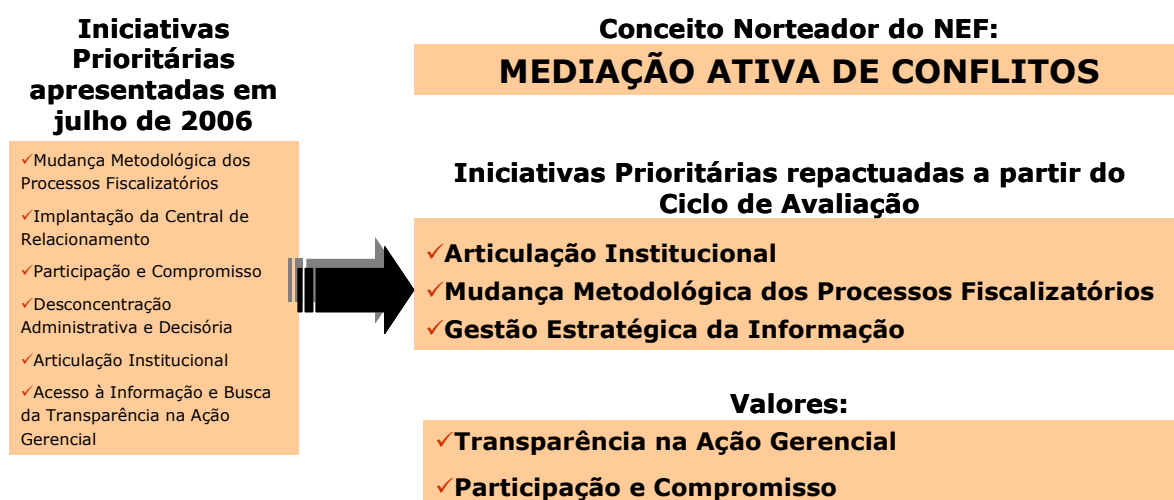 Iniciativas
Prioritárias
apresentadas em
julho de 2006
✓Mudança Metodológica dos
Processos Fiscalizatórios
✓Implantação da Central de
Relacionamento
✓Participação e Compromisso
✓Desconcentração
Administrativa e Decisória
✓Articulação Institucional
✓Acesso à Informação e Busca
da Transparência na Ação
Gerencial
Conceito Norteador do NEF:
MEDIAÇÃO ATIVA DE CONFLITOS
Iniciativas Prioritárias repactuadas a partir do
Ciclo de Avaliação
✓Articulação Institucional
✓Mudança Metodológica dos Processos Fiscalizatórios
✓Gestão Estratégica da Informação
Valores:
✓Transparência na Ação Gerencial
✓Participação e Compromisso